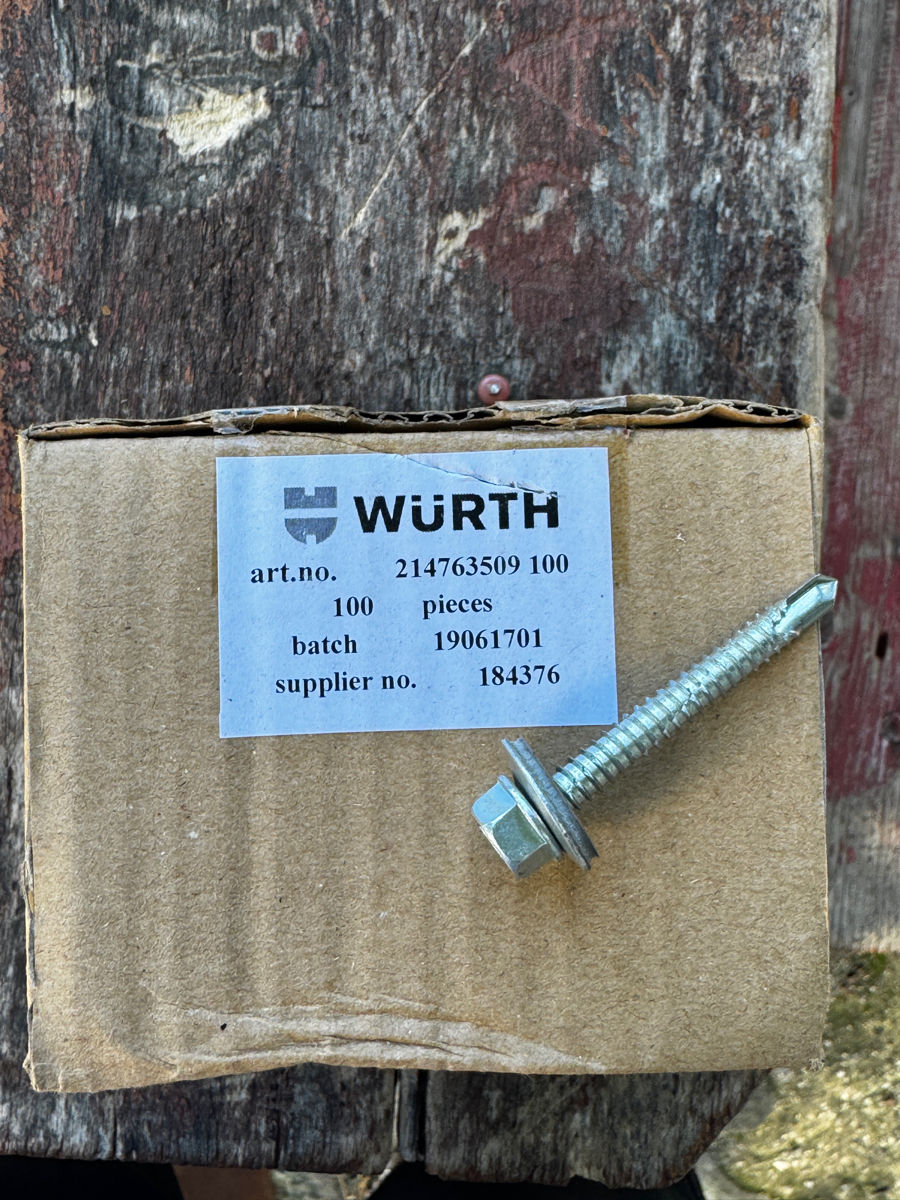 WÜRTH
art.no. 214763509 100
100 pieces
batch 19061701
supplier no. 184376